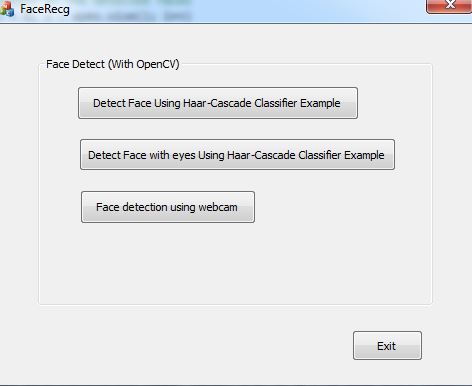 FaceRecg
Face Detect (With OpenCV)
Detect Face Using Haar-Cascade Classifier Example
Detect Face with eyes Using Haar-Cascade Classifier Example
Face detection using webcam
Exit